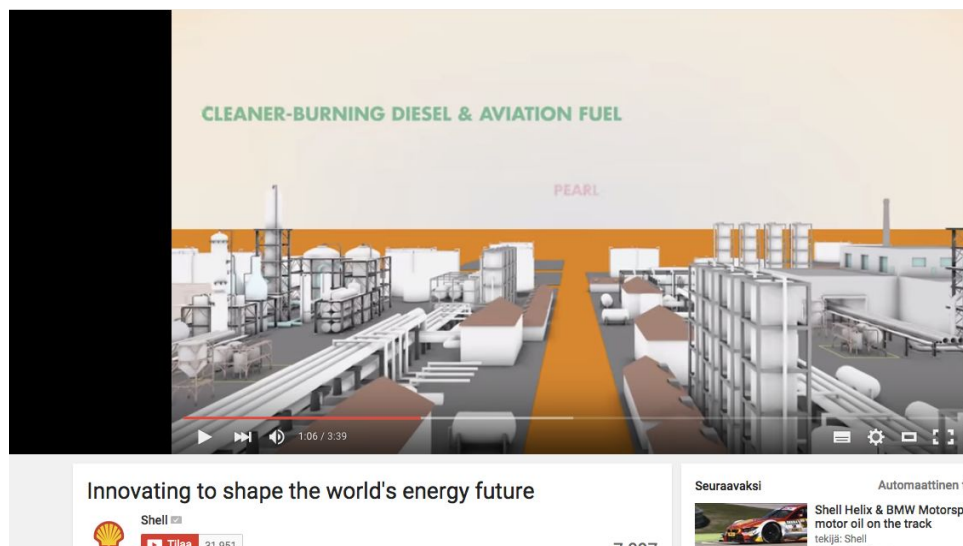 CLEANER-BURNING DIESEL & AVIATION FUEL
PEARL
1:06 / 3:39
Innovating to shape the world's energy future
Shell
Tilaa 31 951
Seuraavaksi
Automaattinen
Shell Helix & BMW Motorsp
motor oil on the track
tekijä: Shell